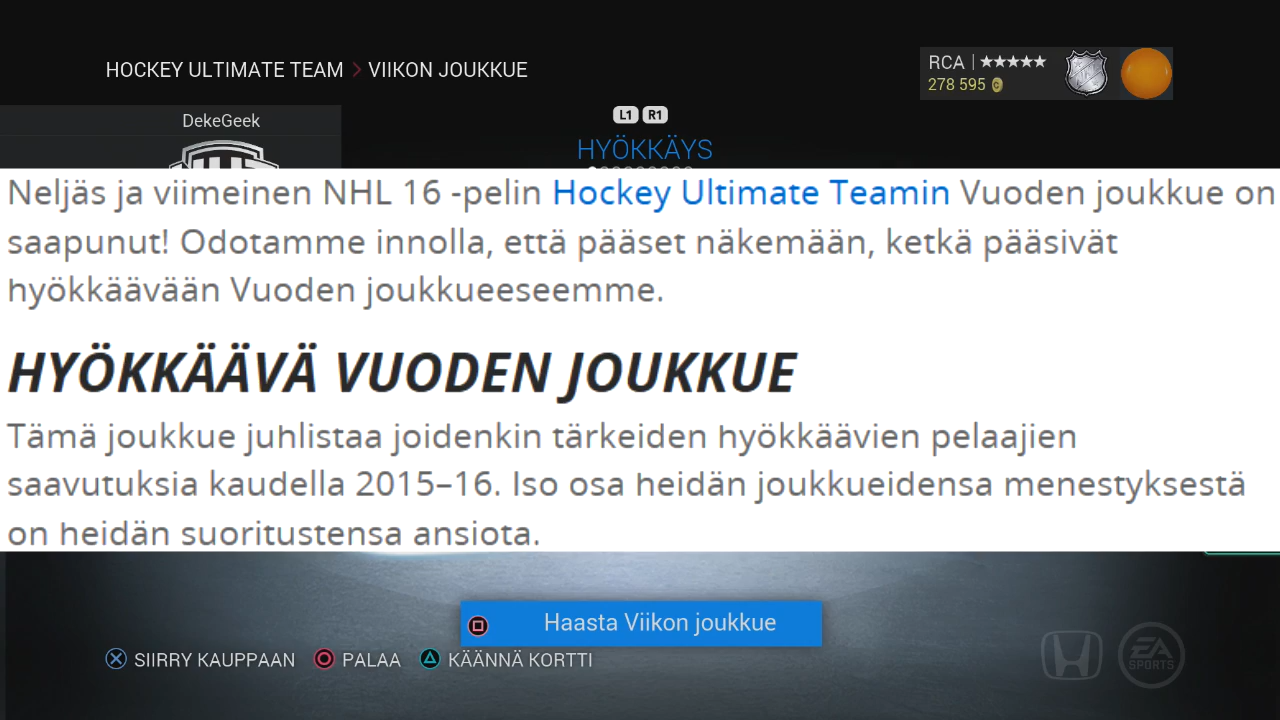 HOCKEY ULTIMATE TEAM > VIIKON JOUKKUE
RCA | ★★★★★
278 595
DekeGeek
L1 R1
HYÖKKÄYS
Neljäs ja viimeinen NHL 16 -pelin Hockey Ultimate Teamin Vuoden joukkue on
saapunut! Odotamme innolla, että pääset näkemään, ketkä pääsivät
hyökkäävään Vuoden joukkueeseemme.
HYÖKKÄÄVÄ VUODEN JOUKKUE
Tämä joukkue juhlistaa joidenkin tärkeiden hyökkäävien pelaajien
saavutuksia kaudella 2015–16. Iso osa heidän joukkueidensa menestyksestä
on heidän suoritustensa ansiota.
Haasta Viikon joukkue
SIIRRY KAUPPAAN PALAA KÄÄNNÄ KORTTI
EA
SPORTS